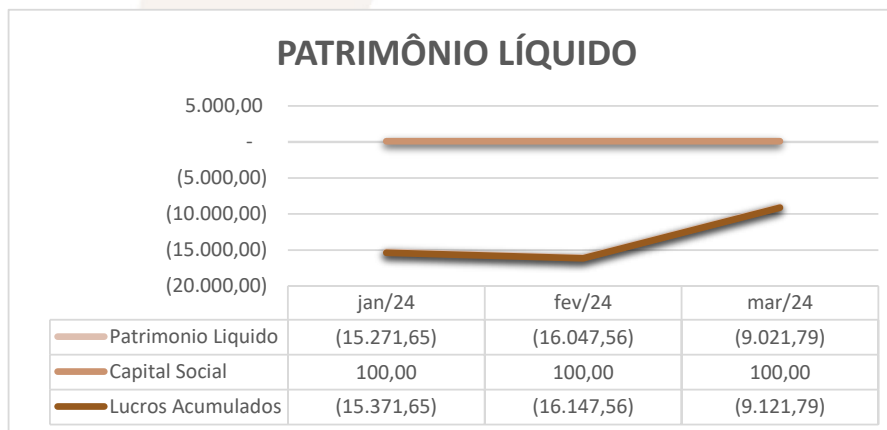 PATRIMÔNIO LÍQUIDO
5.000,00
-
(5.000,00)
(10.000,00)
(15.000,00)
(20.000,00)
jan/24 fev/24 mar/24
Patrimonio Liquido (15.271,65) (16.047,56) (9.021,79)
Capital Social 100,00 100,00 100,00
Lucros Acumulados (15.371,65) (16.147,56) (9.121,79)